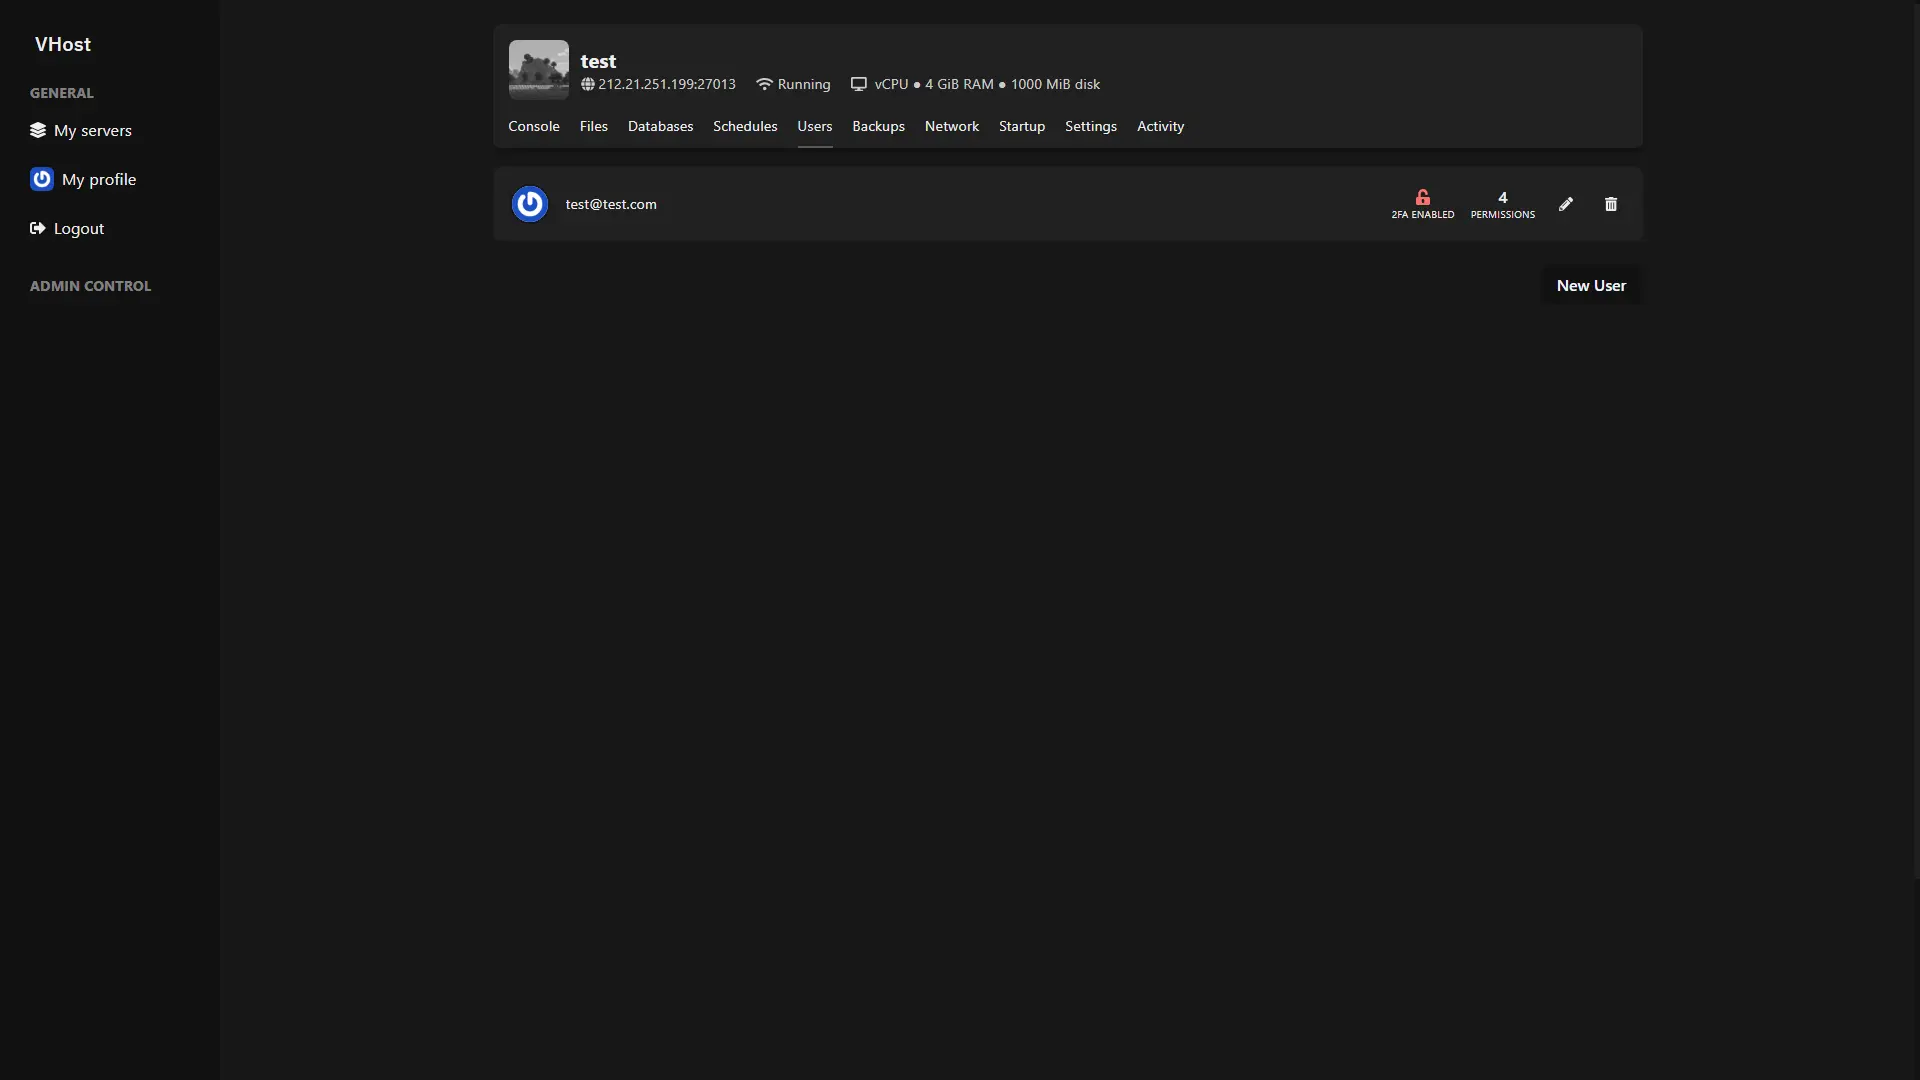 VHost
GENERAL
My servers
My profile
Logout
ADMIN CONTROL
test
212.21.251.199:27013 Running vCPU ● 4 GiB RAM ● 1000 MiB disk
Console Files Databases Schedules Users Backups Network Startup Settings Activity
test@test.com
2FA ENABLED
4
PERMISSIONS
New User